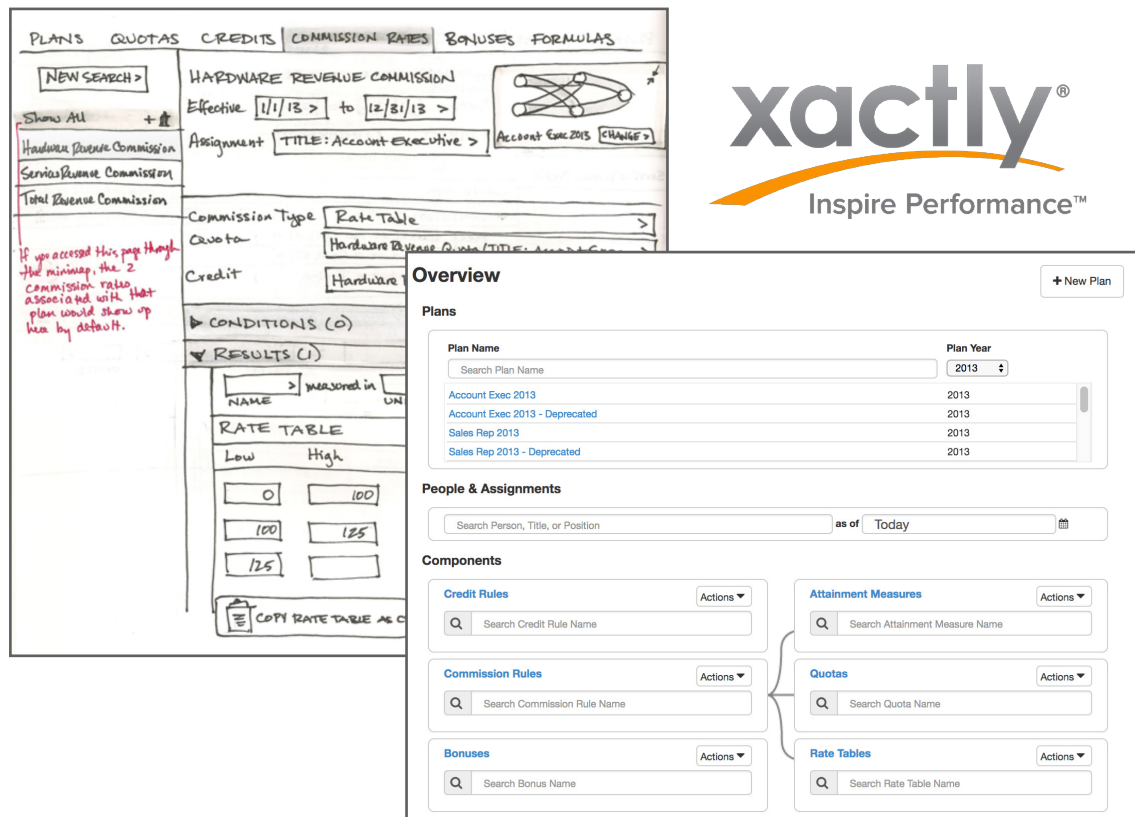 PLANS QUOTAS CREDITS COMMISSION RATES BONUSES FORMULAS
NEW SEARCH >
Show All +
Hardware Revenue Commission
Services Revenue Commission
Total Revenue Commission
If you accessed this page through
the minimap, the 2
commission rates
associated with that
plan would show up
here by default.
HARDWARE REVENUE COMMISSION
Effective 1/1/13 > to 12/31/13 >
Assignment TITLE: Account Executive >
Account Exec 2013 CHANGE >
Commission Type Rate Table >
Quota Hardware Revenue Quota/TITLE:
Credit Hardware
CONDITIONS (0)
RESULTS (1)
> measured in
NAME
RATE TABLE
Low High
0 100
100 125
125
COPY RATE TABLE AS
xactly®
Inspire Performance™
Overview
+ New Plan
Plans
Plan Name Plan Year
Search Plan Name 2013
Account Exec 2013 2013
Account Exec 2013 - Deprecated 2013
Sales Rep 2013 2013
Sales Rep 2013 - Deprecated 2013
People & Assignments
Search Person, Title, or Position as of Today
Components
Credit Rules Actions
Search Credit Rule Name
Attainment Measures Actions
Search Attainment Measure Name
Commission Rules Actions
Search Commission Rule Name
Quotas Actions
Search Quota Name
Bonuses Actions
Search Bonus Name
Rate Tables Actions
Search Rate Table Name